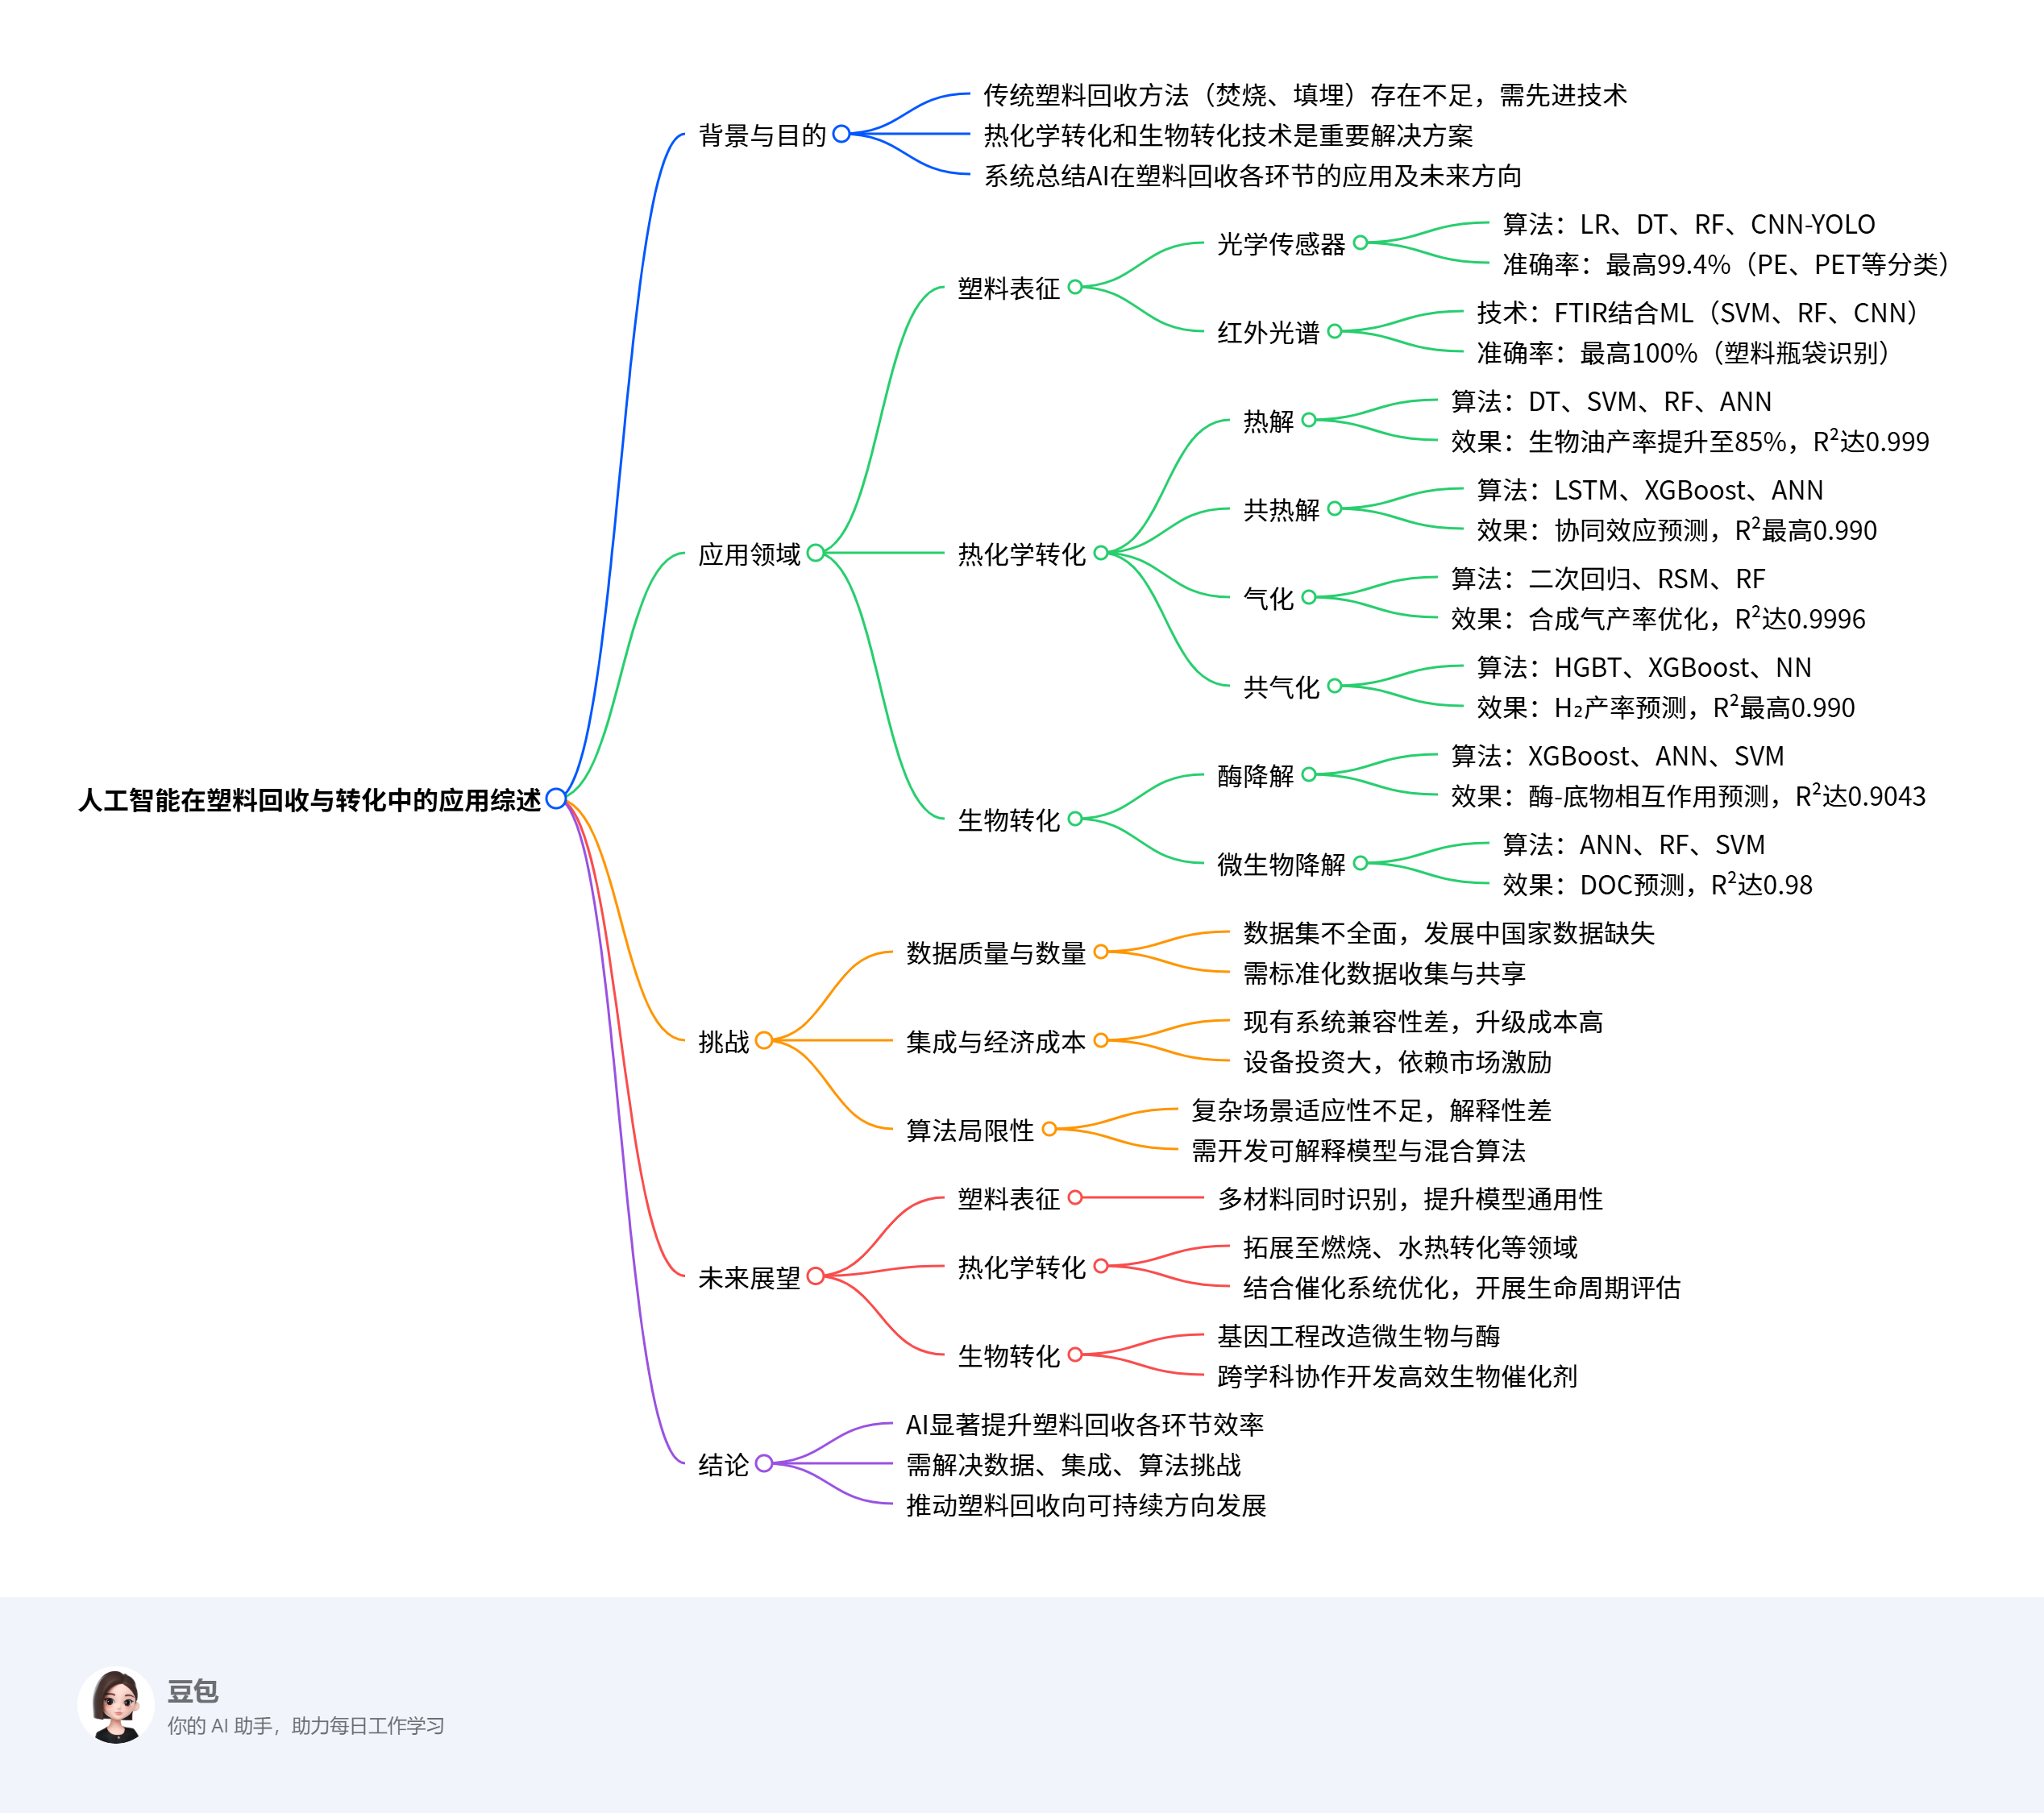 人工智能在塑料回收与转化中的应用综述
背景与目的
传统塑料回收方法（焚烧、填埋）存在不足，需先进技术
热化学转化和生物转化技术是重要解决方案
系统总结AI在塑料回收各环节的应用及未来方向
应用领域
塑料表征
光学传感器
算法：LR、DT、RF、CNN-YOLO
准确率：最高99.4%（PE、PET等分类）
红外光谱
技术：FTIR结合ML（SVM、RF、CNN）
准确率：最高100%（塑料瓶袋识别）
热化学转化
热解
算法：DT、SVM、RF、ANN
效果：生物油产率提升至85%，R²达0.999
共热解
算法：LSTM、XGBoost、ANN
效果：协同效应预测，R²最高0.990
气化
算法：二次回归、RSM、RF
效果：合成气产率优化，R²达0.9996
共气化
算法：HGBT、XGBoost、NN
效果：H₂产率预测，R²最高0.990
生物转化
酶降解
算法：XGBoost、ANN、SVM
效果：酶-底物相互作用预测，R²达0.9043
微生物降解
算法：ANN、RF、SVM
效果：DOC预测，R²达0.98
挑战
数据质量与数量
数据集不全面，发展中国家数据缺失
需标准化数据收集与共享
集成与经济成本
现有系统兼容性差，升级成本高
设备投资大，依赖市场激励
算法局限性
复杂场景适应性不足，解释性差
需开发可解释模型与混合算法
未来展望
塑料表征
多材料同时识别，提升模型通用性
热化学转化
拓展至燃烧、水热转化等领域
结合催化系统优化，开展生命周期评估
生物转化
基因工程改造微生物与酶
跨学科协作开发高效生物催化剂
结论
AI显著提升塑料回收各环节效率
需解决数据、集成、算法挑战
推动塑料回收向可持续方向发展
豆包
你的 AI 助手，助力每日工作学习